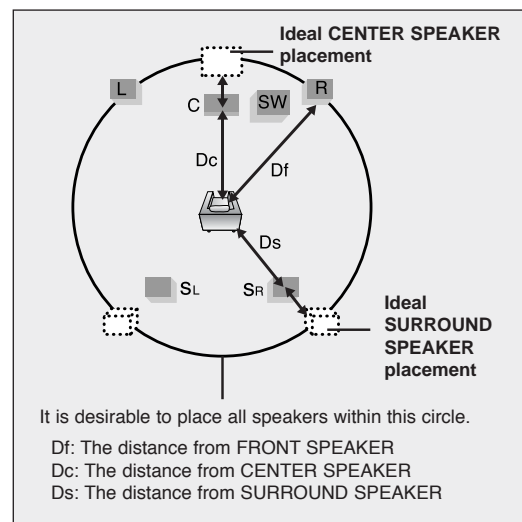 Ideal CENTER SPEAKER
placement
L
R
C
SW
Dc
Df
Ds
SL
SR
Ideal
SURROUND
SPEAKER
placement
It is desirable to place all speakers within this circle.
Df: The distance from FRONT SPEAKER
Dc: The distance from CENTER SPEAKER
Ds: The distance from SURROUND SPEAKER